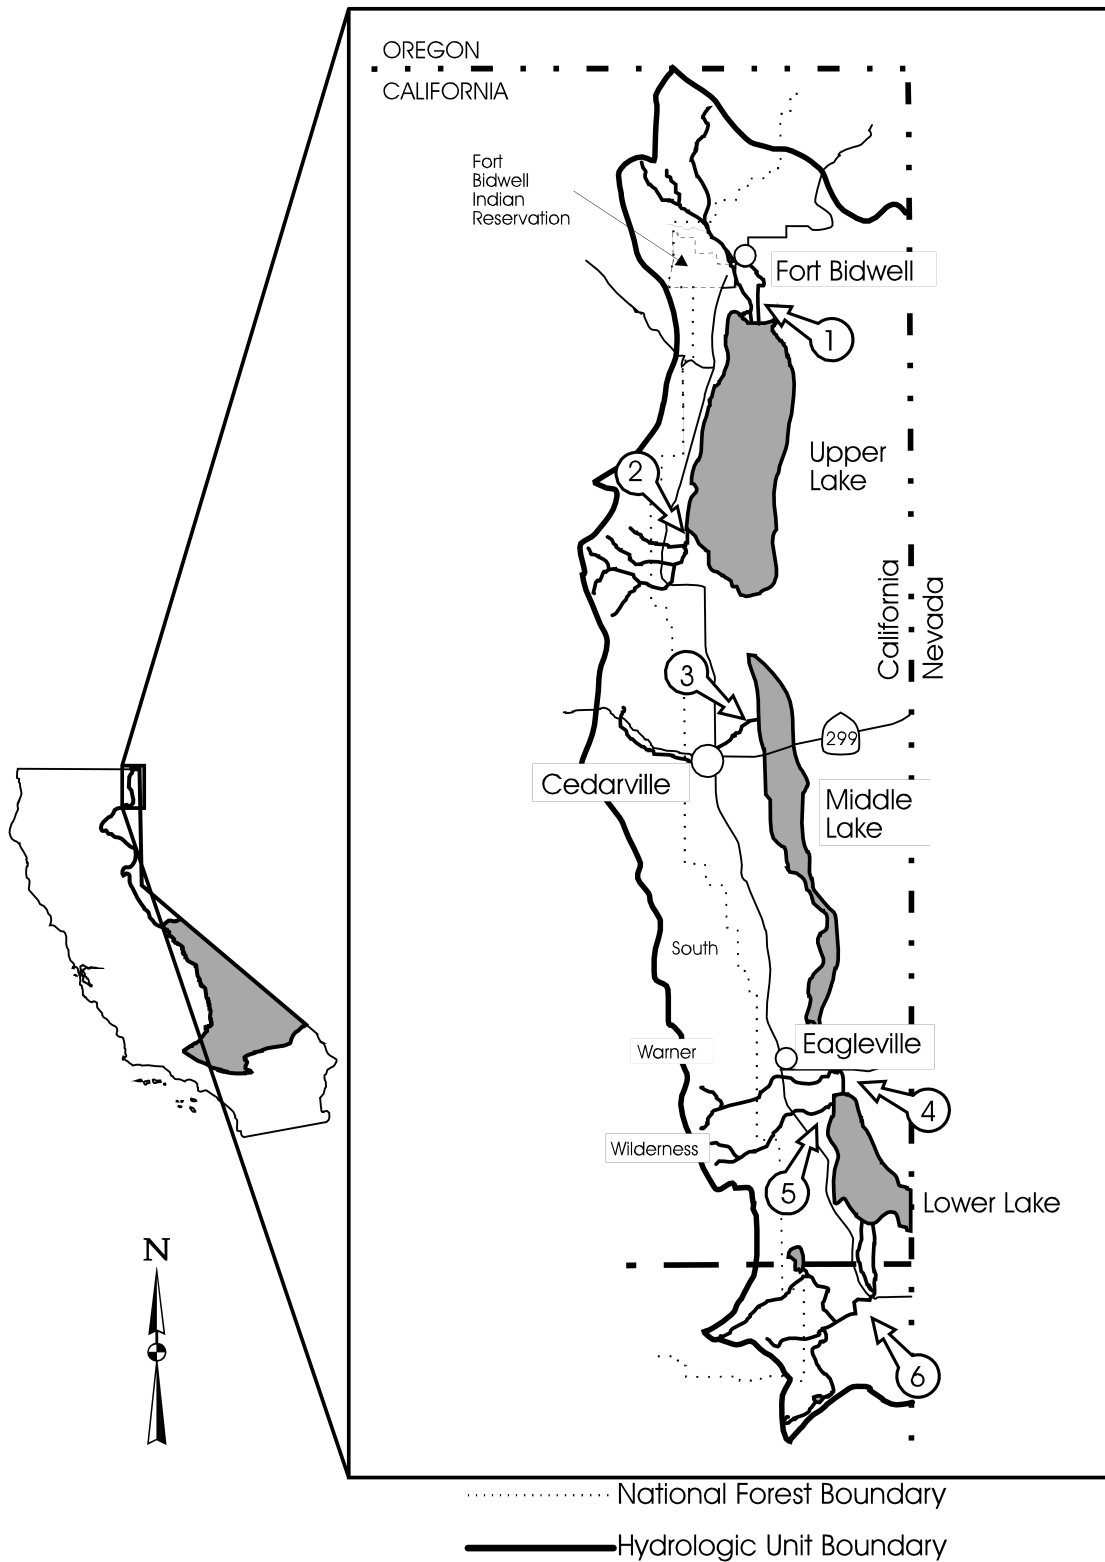 OREGON
CALIFORNIA
Fort
Bidwell
Indian
Reservation
Fort Bidwell
1
Upper
Lake
2
California
Nevada
3
299
Cedarville
Middle
Lake
South
Eagleville
Warner
4
Wilderness
5
Lower Lake
N
6
National Forest Boundary
Hydrologic Unit Boundary